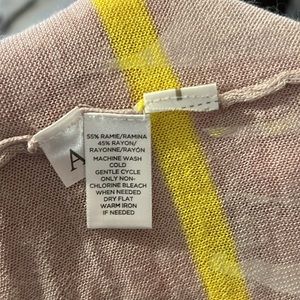 A
55% RAMIE/RAMINA
45% RAYON/
RAYONNE/RAYÓN
MACHINE WASH
COLD
GENTLE CYCLE
ONLY NON-
CHLORINE BLEACH
WHEN NEEDED
DRY FLAT
WARM IRON
IF NEEDED